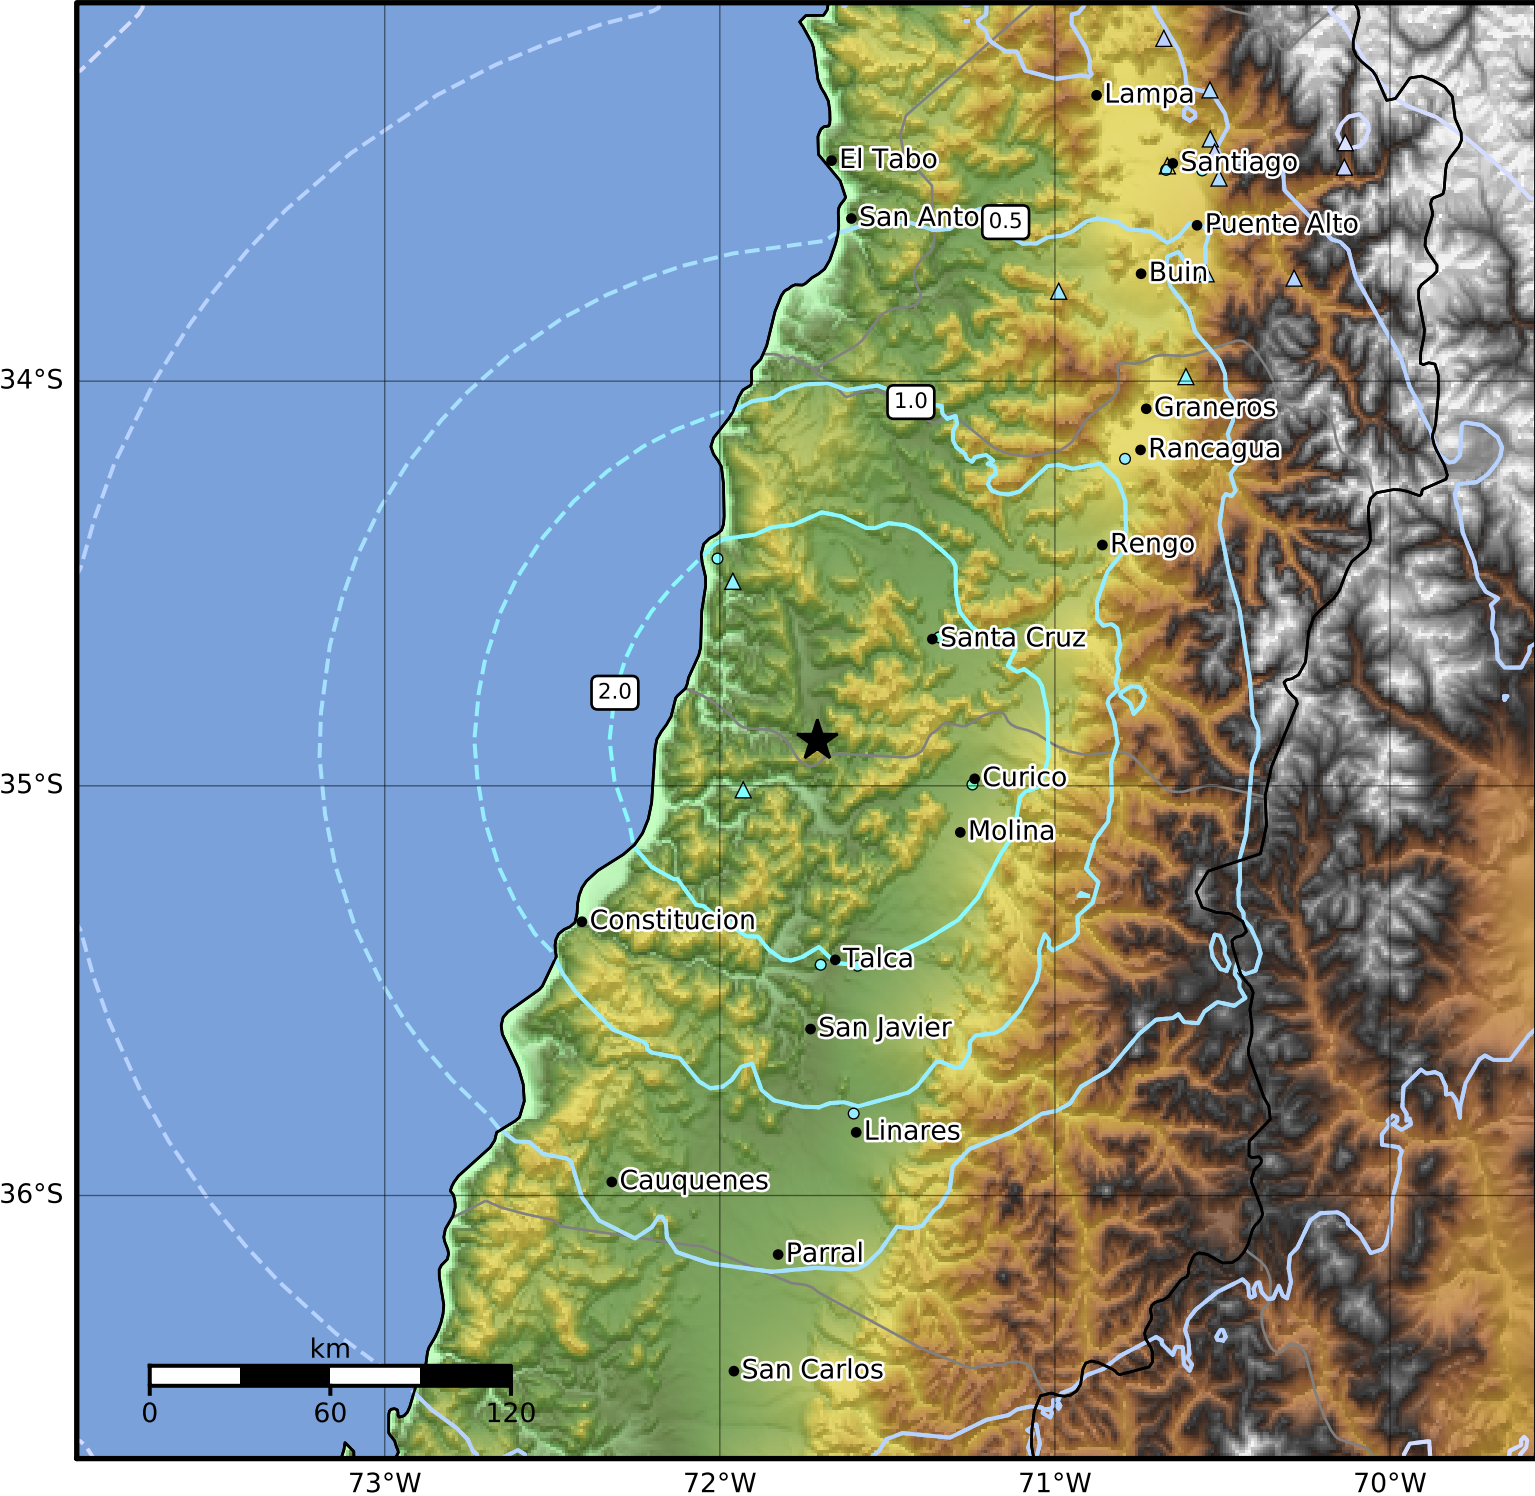 Lampa
El Tabo
Santiago
San Anto
0.5
Puente Alto
Buin
34°S
1.0
Graneros
Rancagua
Rengo
Santa Cruz
2.0
Curico
35°S
Molina
Constitucion
Talca
San Javier
Linares
Cauquenes
36°S
Parral
km
San Carlos
0 60 120
73°W 72°W 71°W 70°W